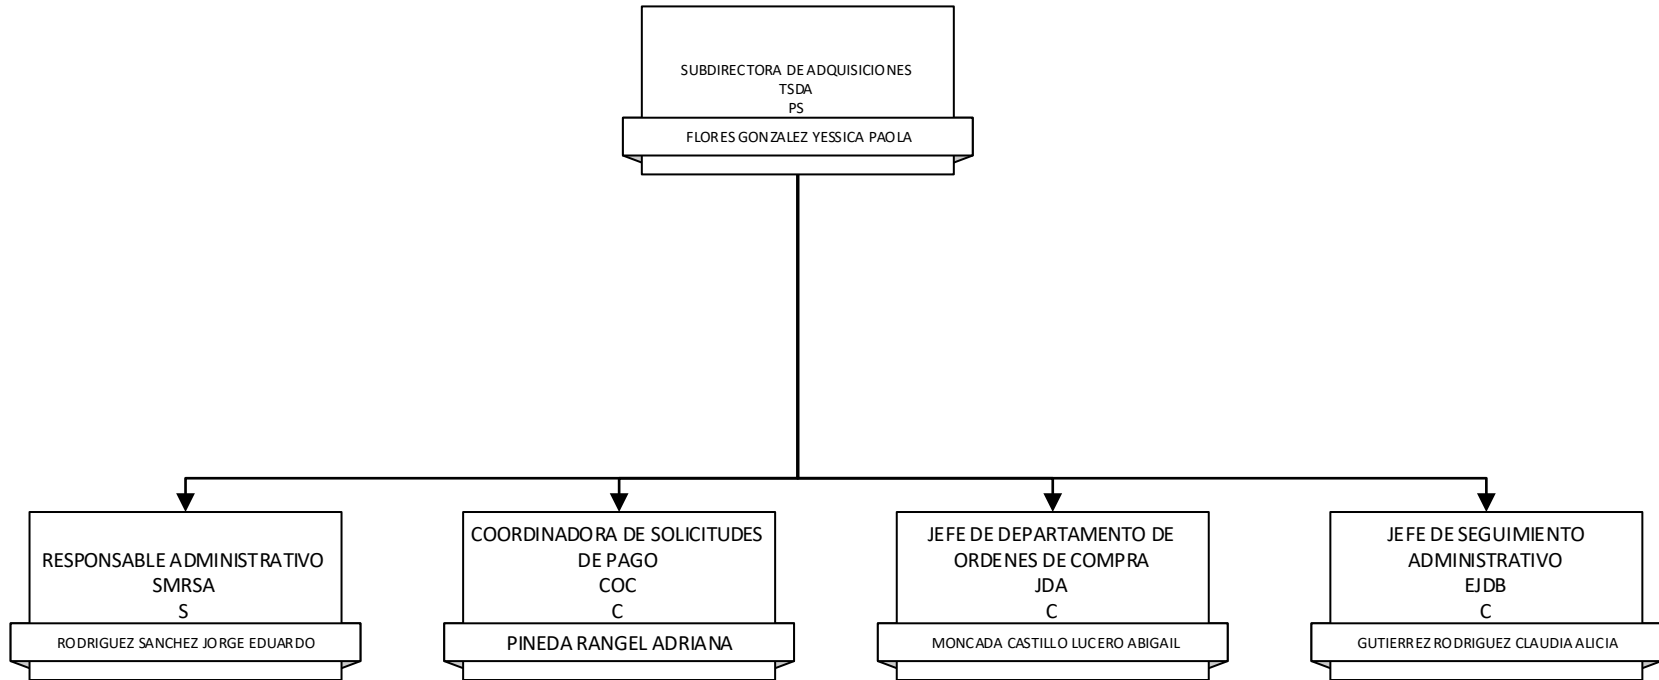 SUBDIRECTORA DE ADQUISICIONES
TSDA
PS
FLORES GONZALEZ YESSICA PAOLA
RESPONSABLE ADMINISTRATIVO
SMRSA
S
RODRIGUEZ SANCHEZ JORGE EDUARDO
COORDINADORA DE SOLICITUDES
DE PAGO
COC
C
PINEDA RANGEL ADRIANA
JEFE DE DEPARTAMENTO DE
ORDENES DE COMPRA
JDA
C
MONCADA CASTILLO LUCERO ABIGAIL
JEFE DE SEGUIMIENTO
ADMINISTRATIVO
EJDB
C
GUTIERREZ RODRIGUEZ CLAUDIA ALICIA